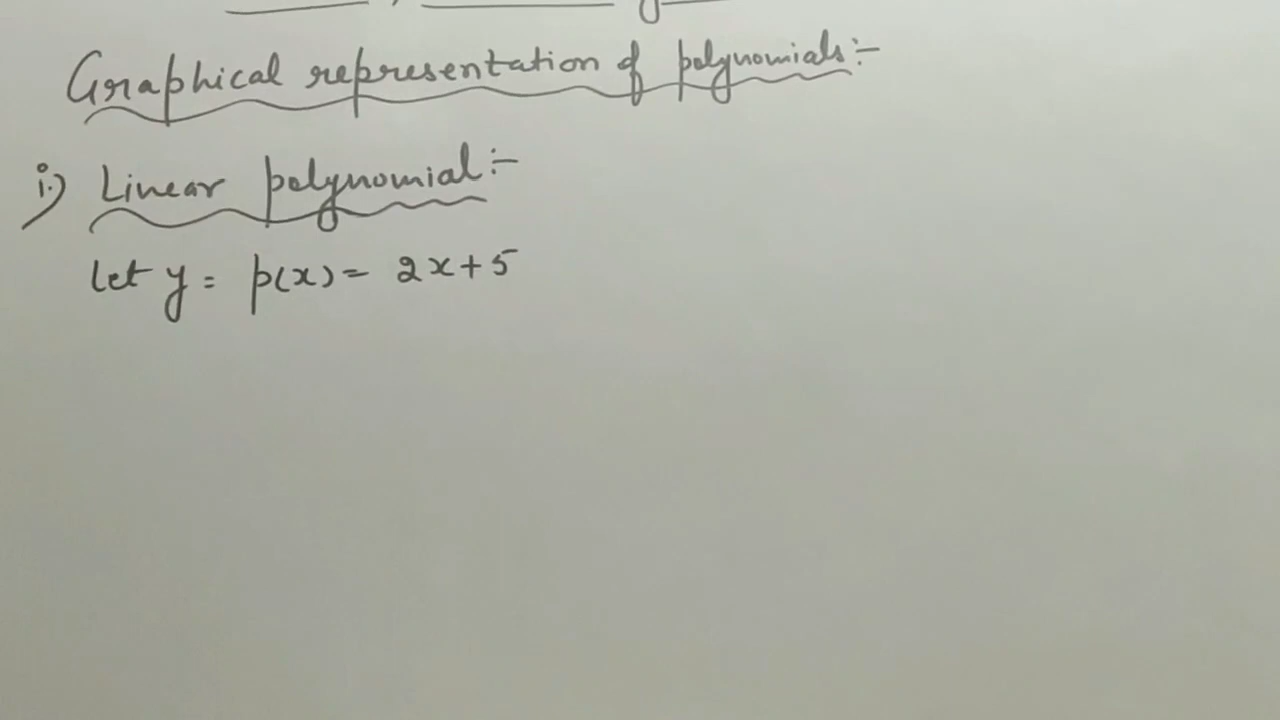 Graphical representation of polynomials:-
i.) Linear polynomial:-
let y = p(x) = 2x+5